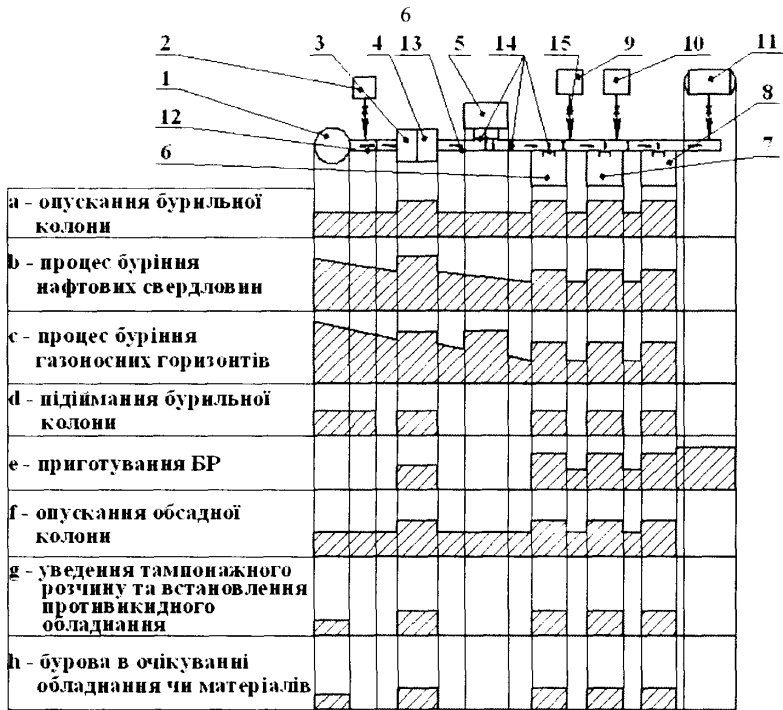 6
2 3 4 13 5 14 15 9 10 11
1
12
8
6
7
a - опускання бурильної
колони
b - процес буріння
нафтових свердловин
c - процес буріння
газоносних горизонтів
d - підіймання бурильної
колони
e - приготування БР
f - опускання обсадної
колони
g - уведення тампонажного
розчину та встановлення
противикидного
обладнання
h - бурова в очікуванні
обладнання чи матеріалів